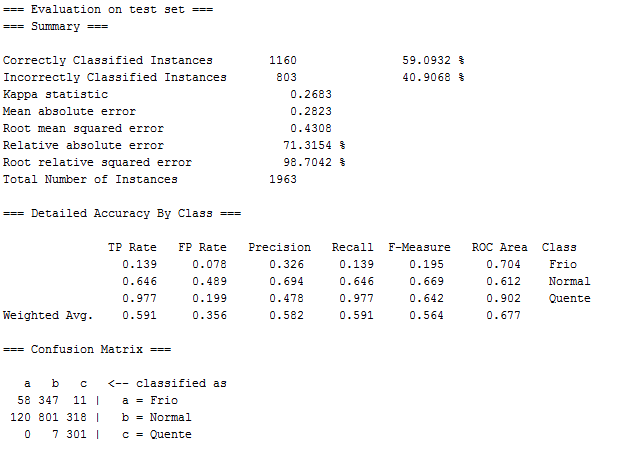 === Evaluation on test set ===
=== Summary ===
Correctly Classified Instances 1160 59.0932 %
Incorrectly Classified Instances 803 40.9068 %
Kappa statistic 0.2683
Mean absolute error 0.2823
Root mean squared error 0.4308
Relative absolute error 71.3154 %
Root relative squared error 98.7042 %
Total Number of Instances 1963
=== Detailed Accuracy By Class ===
TP Rate FP Rate Precision Recall F-Measure ROC Area Class
0.139 0.078 0.326 0.139 0.195 0.704 Frio
0.646 0.489 0.694 0.646 0.669 0.612 Normal
0.977 0.199 0.478 0.977 0.642 0.902 Quente
Weighted Avg. 0.591 0.356 0.582 0.591 0.564 0.677
=== Confusion Matrix ===
a b c <-- classified as
58 347 11 | a = Frio
120 801 318 | b = Normal
0 7 301 | c = Quente